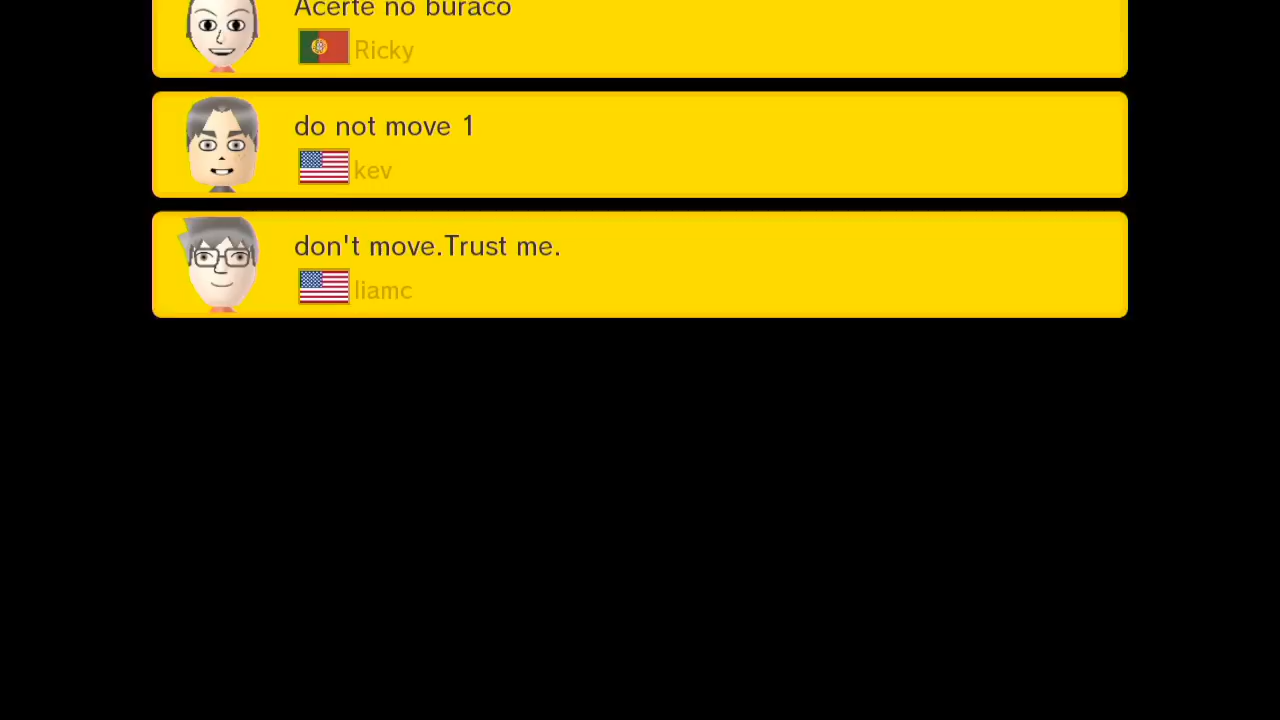 Acerte no buraco
Ricky
do not move 1
kev
don't move.Trust me.
liamc